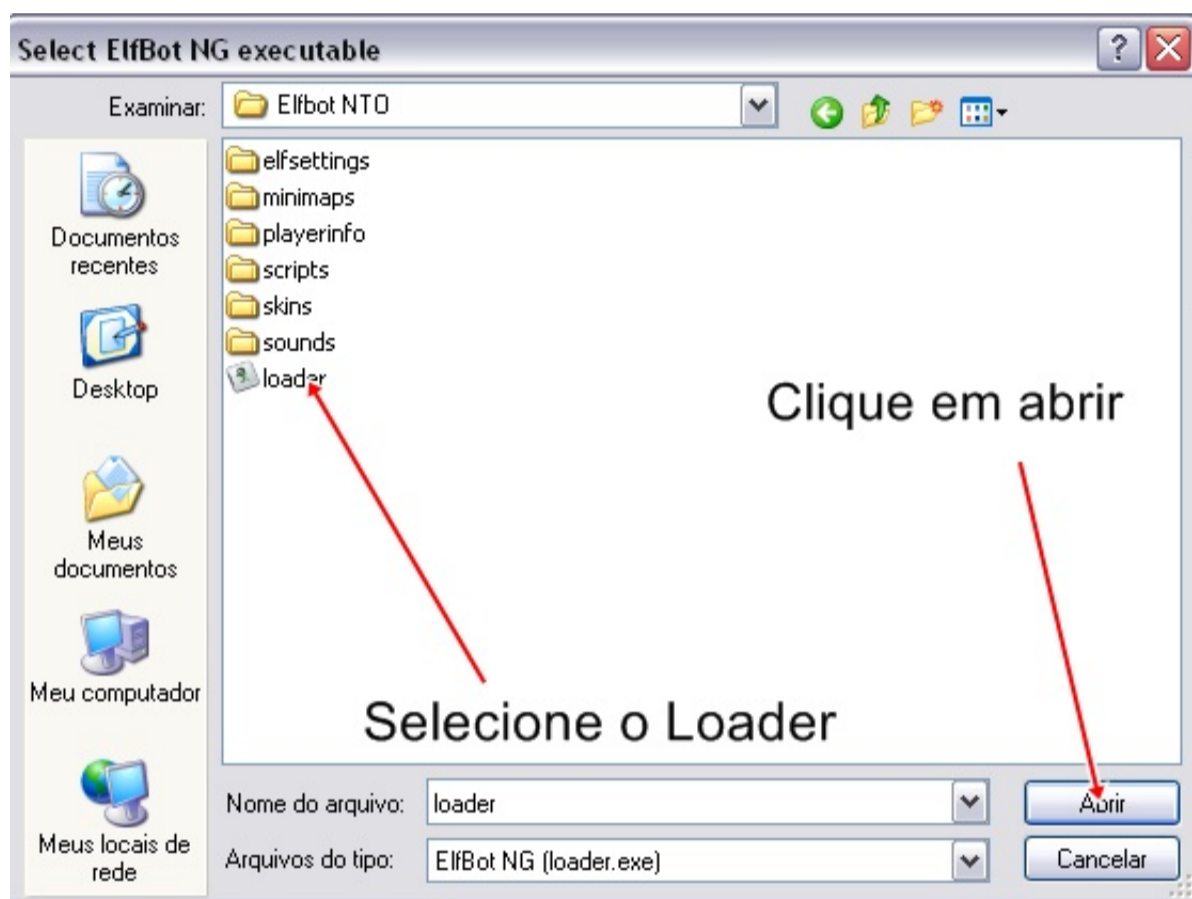 Select ElfBot NG executable
Examinar:
Elfbot NTO
Documentos
recentes
Desktop
Meus
documentos
Meu computador
Meus locais de
rede
elfsettings
minimaps
playerinfo
scripts
skins
sounds
loader
Clique em abrir
Selecione o Loader
Nome do arquivo:
loader
Abrir
Arquivos do tipo:
ElfBot NG (loader.exe)
Cancelar